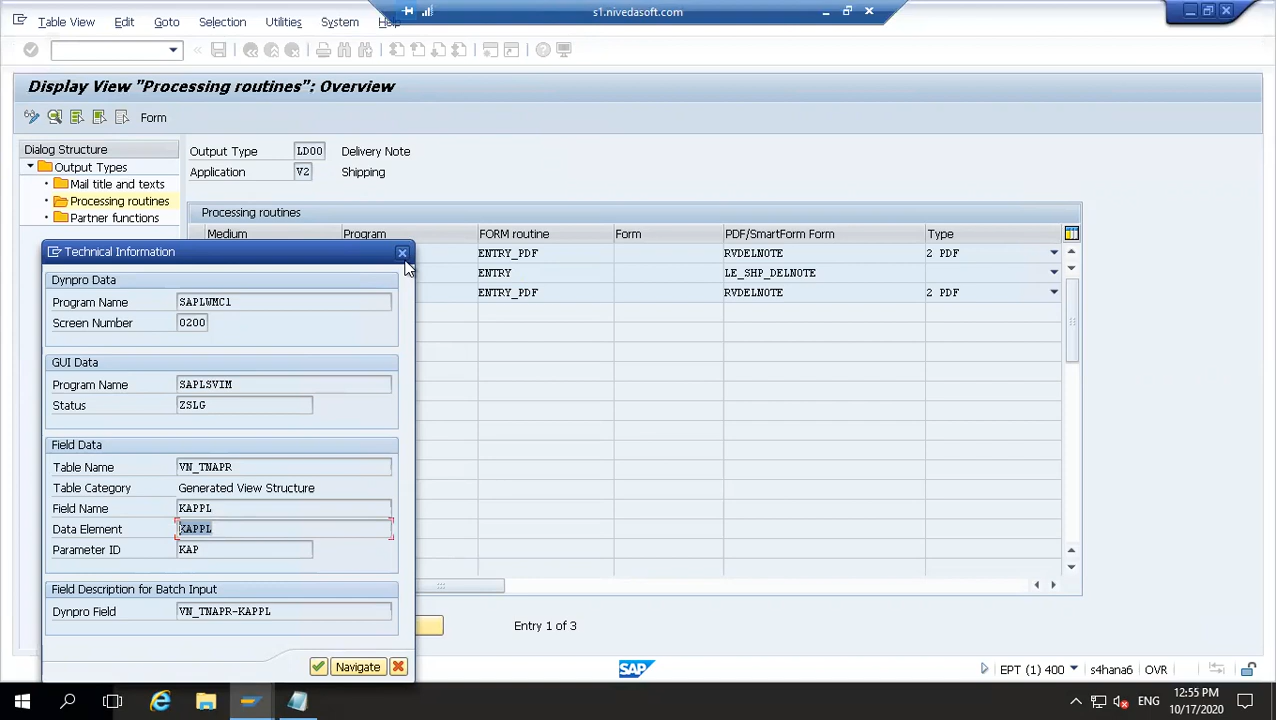 s1.nivedasoft.com
Table View Edit Goto Selection Utilities System Help
Display View "Processing routines": Overview
Form
Dialog Structure
Output Types
Mail title and texts
Processing routines
Partner functions
Output Type LD00 Delivery Note
Application V2 Shipping
Processing routines
Medium Program FORM routine Form PDF/SmartForm Form Type
ENTRY_PDF RVDELNOTE 2 PDF
ENTRY LE_SHP_DELNOTE
ENTRY_PDF RVDELNOTE 2 PDF
Entry 1 of 3
Technical Information
Dynpro Data
Program Name SAPLWMC1
Screen Number 0200
GUI Data
Program Name SAPLSVIM
Status ZSLG
Field Data
Table Name VN_TNAPR
Table Category Generated View Structure
Field Name KAPPL
Data Element KAPPL
Parameter ID KAP
Field Description for Batch Input
Dynpro Field VN_TNAPR-KAPPL
Navigate
SAP
EPT (1) 400 s4hana6 OVR
ENG
12:55 PM
10/17/2020